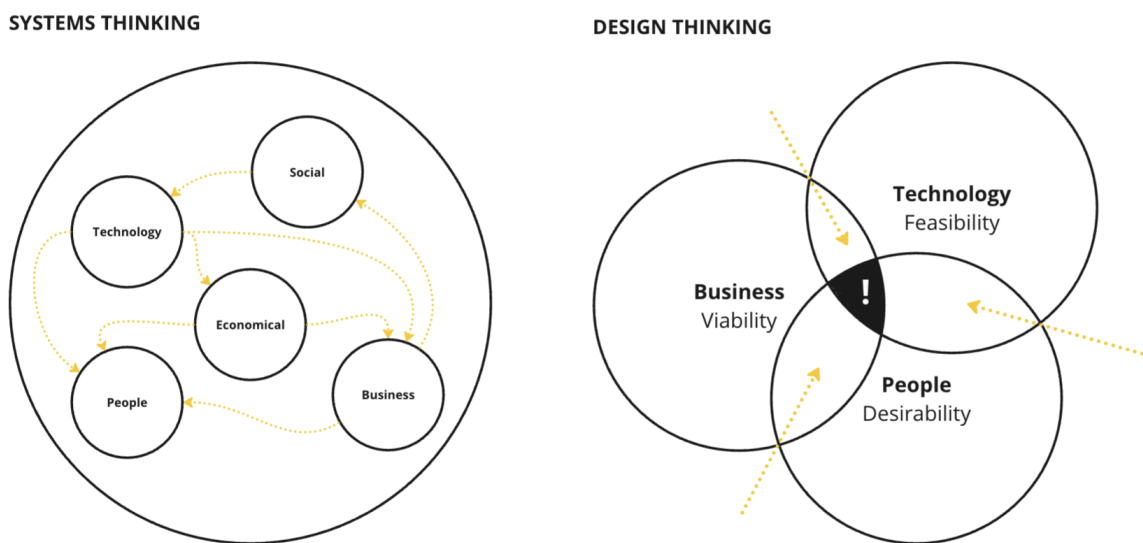 SYSTEMS THINKING
Social
Technology
Economical
People
Business
DESIGN THINKING
Technology
Feasibility
Business
Viability
!
People
Desirability